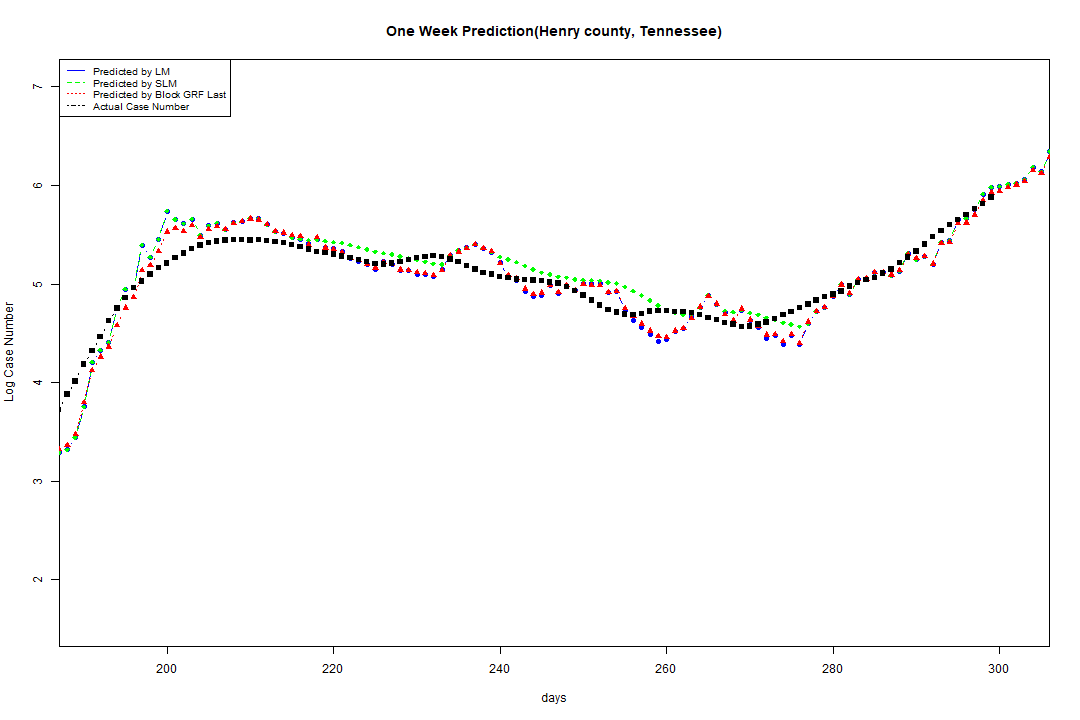 One Week Prediction(Henry county, Tennessee)
Predicted by LM
Predicted by SLM
Predicted by Block GRF Last
Actual Case Number
7
6
5
4
3
2
Log Case Number
200 220 240 260 280 300
days